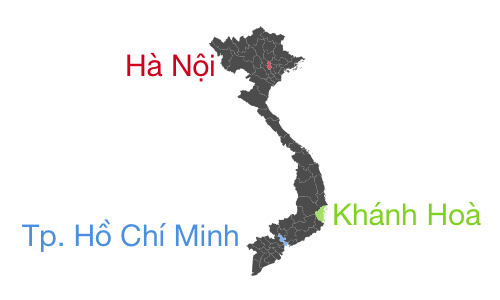 Hà Nội
Khánh Hoà
Tp. Hồ Chí Minh